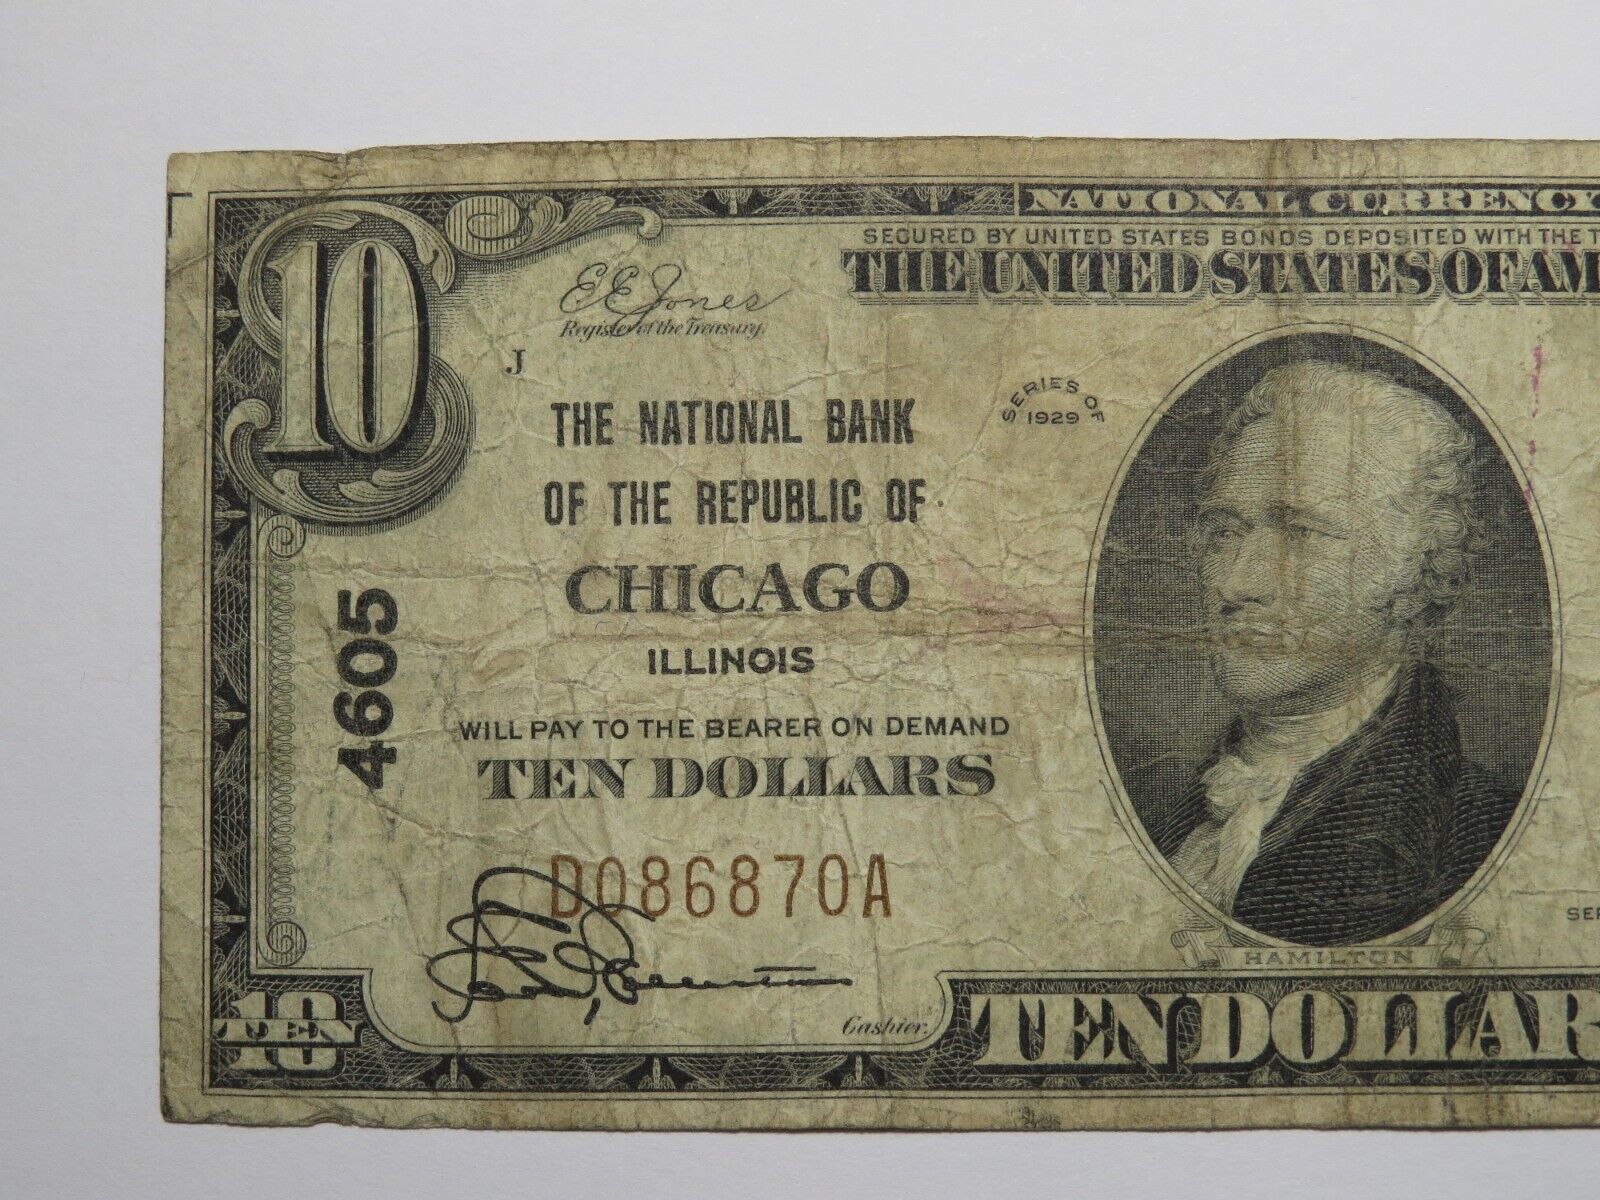 NATIONAL CURRENCY
SECURED BY UNITED STATES BONDS DEPOSITED WITH THE T
THE UNITED STATES OF AM
10
E E Jones
Register of the Treasury.
J
SERIES OF
1929
THE NATIONAL BANK
OF THE REPUBLIC OF
CHICAGO
ILLINOIS
4605
WILL PAY TO THE BEARER ON DEMAND
TEN DOLLARS
D086870A
SER
HAMILTON
Cashier.
10
TEN
TEN DOLLAR